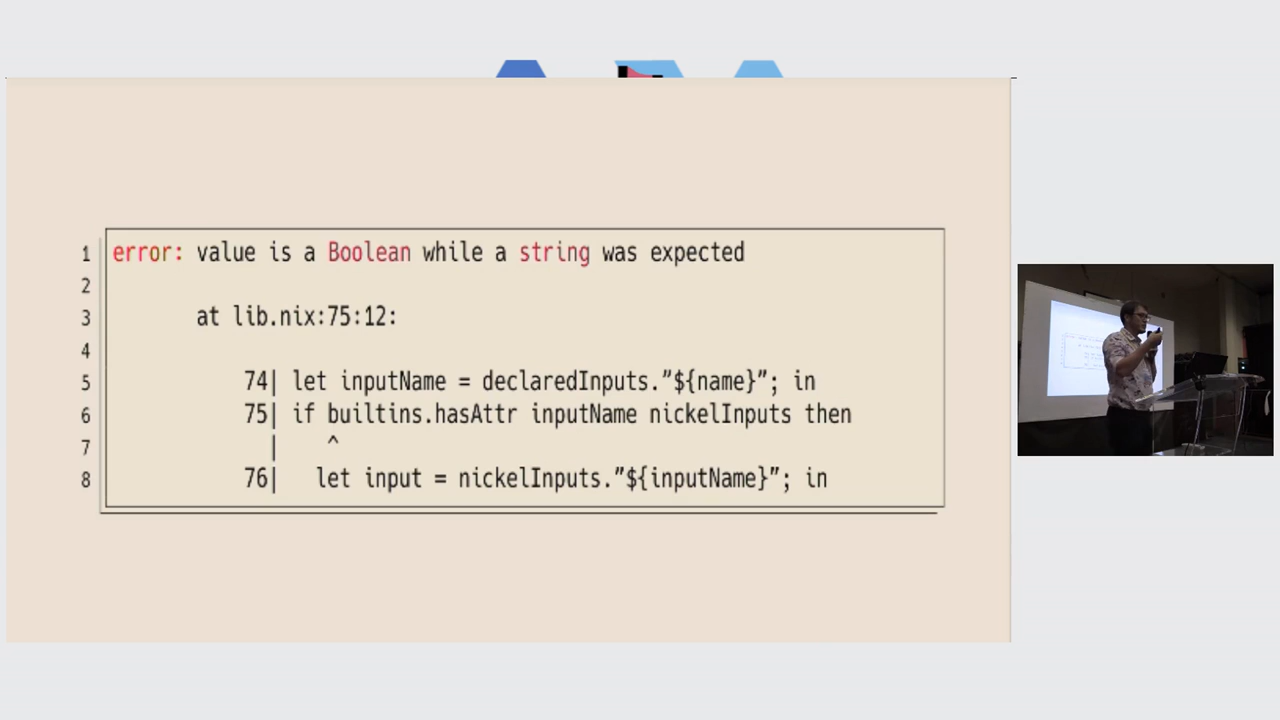 1 error: value is a Boolean while a string was expected
2
3 at lib.nix:75:12:
4
5 74| let inputName = declaredInputs."${name}"; in
6 75| if builtins.hasAttr inputName nickelInputs then
7 | ^
8 76| let input = nickelInputs."${inputName}"; in